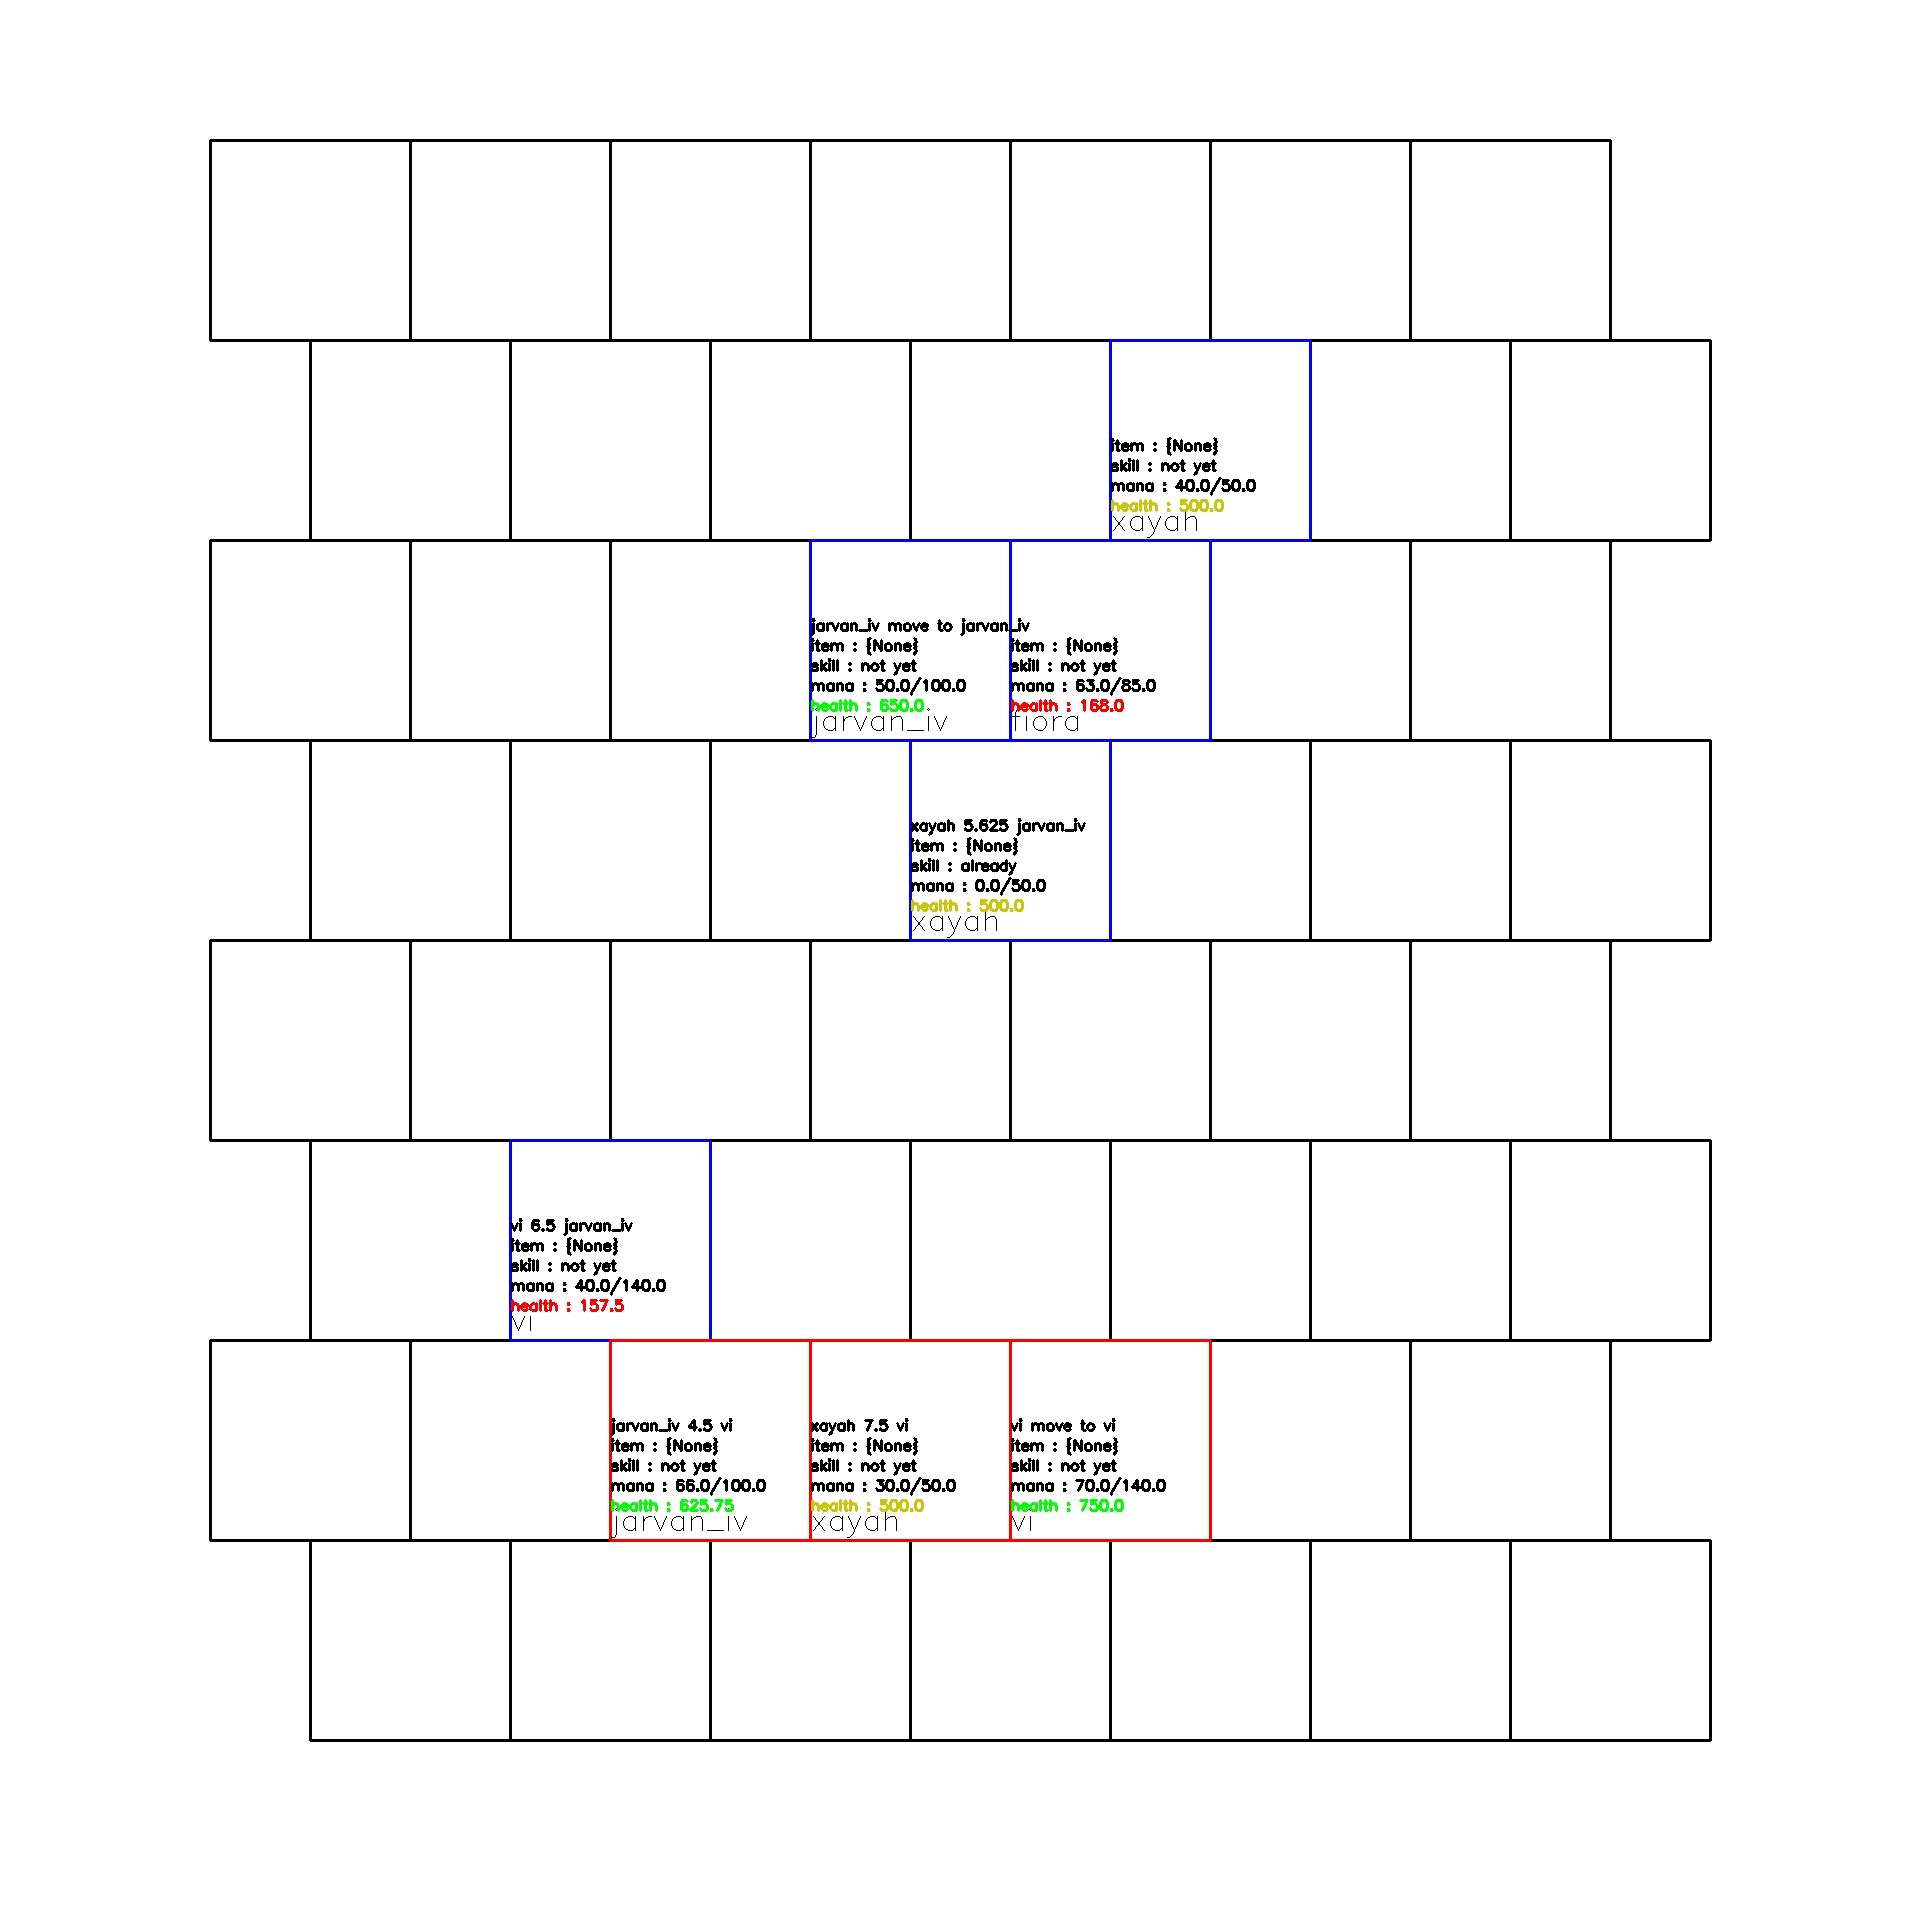 item : {None}
skill : not yet
mana : 40.0/50.0
health : 500.0
xayah
jarvan_iv move to jarvan_iv
item : {None}
skill : not yet
mana : 50.0/100.0
health : 650.0
jarvan_iv
item : {None}
skill : not yet
mana : 63.0/85.0
health : 168.0
fiora
xayah 5.625 jarvan_iv
item : {None}
skill : already
mana : 0.0/50.0
health : 500.0
xayah
vi 6.5 jarvan_iv
item : {None}
skill : not yet
mana : 40.0/140.0
health : 157.5
vi
jarvan_iv 4.5 vi
item : {None}
skill : not yet
mana : 66.0/100.0
health : 625.75
jarvan_iv
xayah 7.5 vi
item : {None}
skill : not yet
mana : 30.0/50.0
health : 500.0
xayah
vi move to vi
item : {None}
skill : not yet
mana : 70.0/140.0
health : 750.0
vi